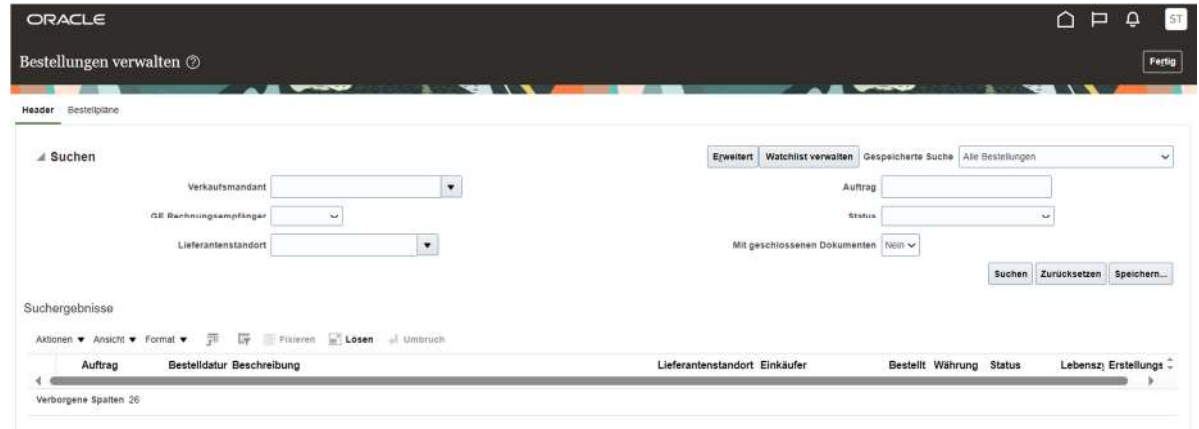 ORACLE
ST
Bestellungen verwalten ?
Fertig
Header Bestellpläne
Suchen
Erweitert Watchlist verwalten Gespeicherte Suche Alle Bestellungen
Verkaufsmandant Auftrag
GE Rechnungsempfänger Status
Lieferantenstandort Mit geschlossenen Dokumenten Nein
Suchen Zurücksetzen Speichern...
Suchergebnisse
Aktionen Ansicht Format Fixieren Lösen Umbruch
Auftrag Bestelldatur Beschreibung Lieferantenstandort Einkäufer Bestellt Währung Status Lebensz Erstellungs
Verborgene Spalten 26